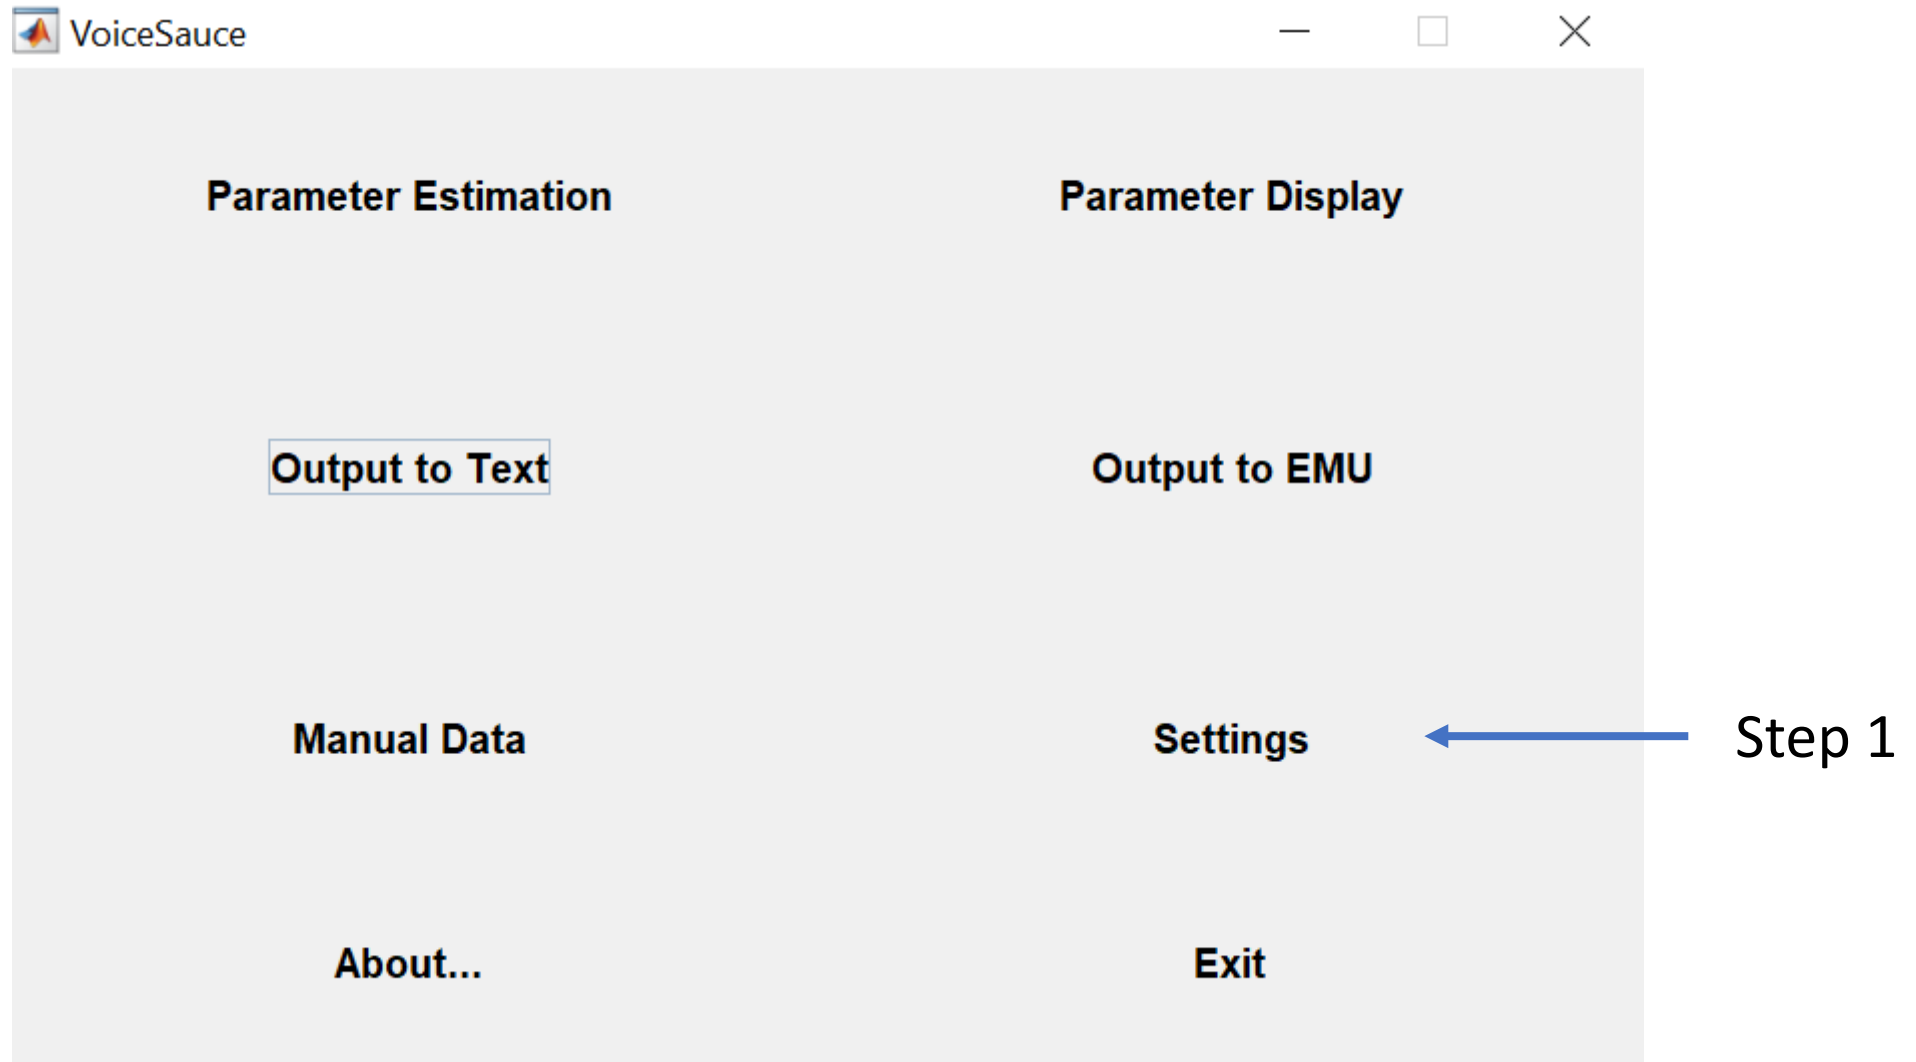 VoiceSauce
Parameter Estimation
Parameter Display
Output to Text
Output to EMU
Manual Data
Settings
Step 1
About...
Exit